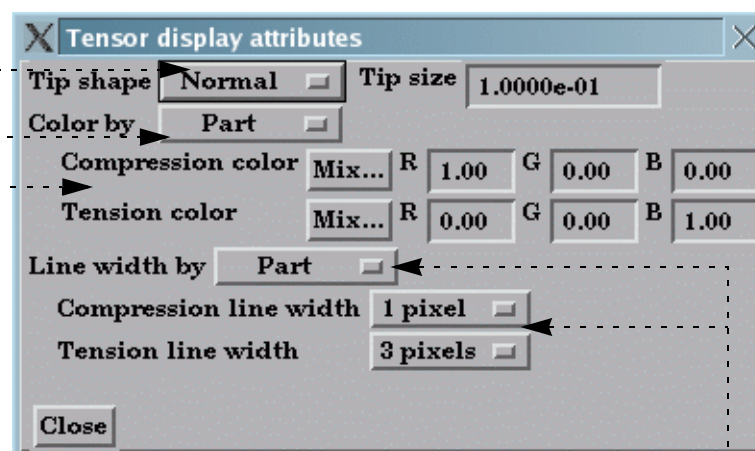 X Tensor display attributes
Tip shape Normal Tip size 1.0000e-01
Color by Part
Compression color Mix... R 1.00 G 0.00 B 0.00
Tension color Mix... R 0.00 G 0.00 B 1.00
Line width by Part
Compression line width 1 pixel
Tension line width 3 pixels
Close